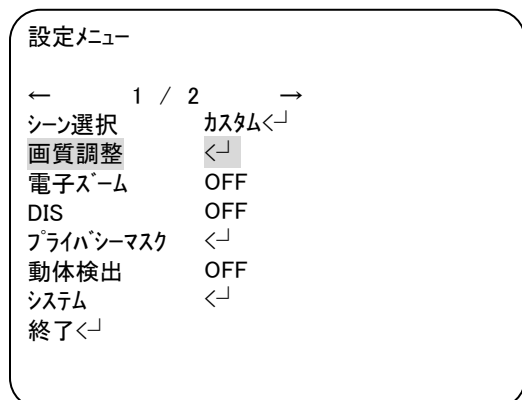 設定ﾒﾆｭｰ
← 1 / 2 →
ｼｰﾝ選択 ｶｽﾀﾑ<┘
画質調整 <┘
電子ｽﾞｰﾑ OFF
DIS OFF
ﾌﾟﾗｲﾊﾞｼｰﾏｽｸ <┘
動体検出 OFF
ｼｽﾃﾑ <┘
終了<┘